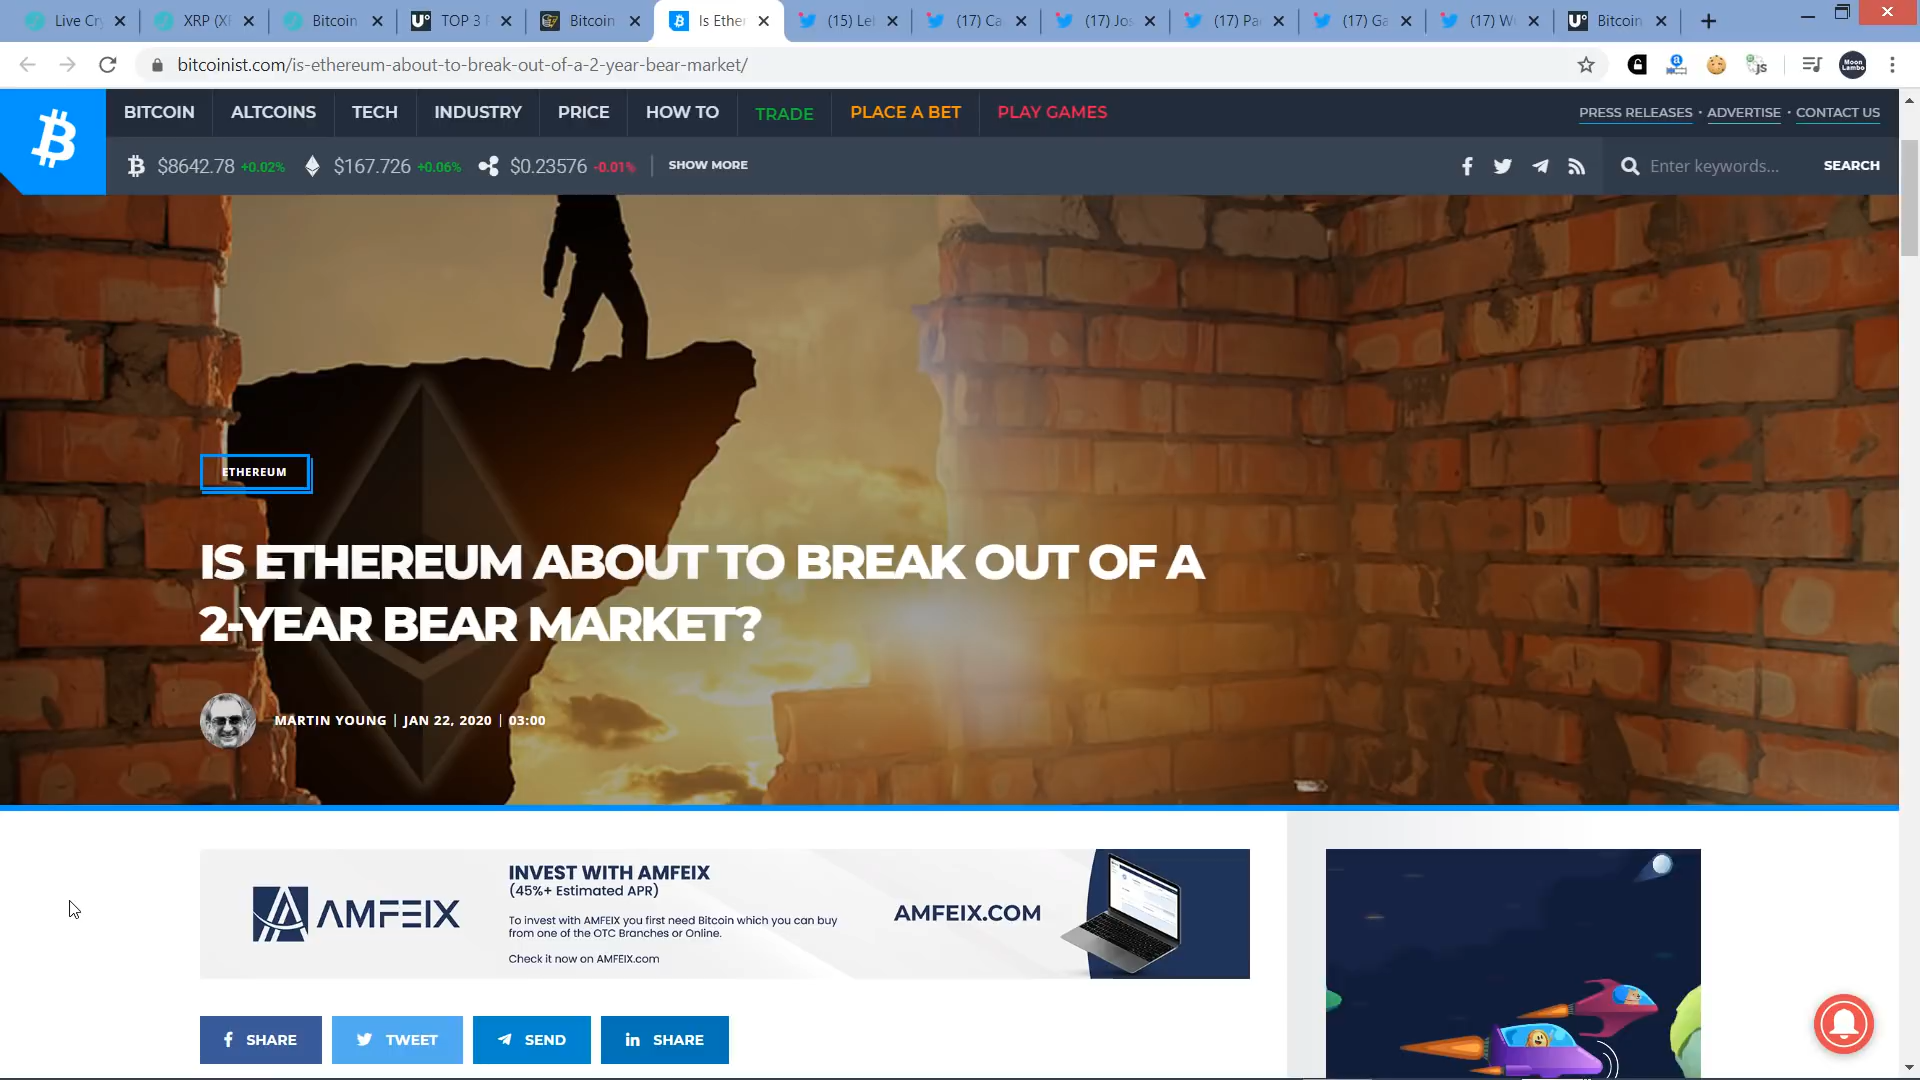 Live Cry
XRP (XR
Bitcoin
TOP 3 P
Bitcoin
Is Ether
(15) Le
(17) Ca
(17) Jos
(17) Pa
(17) Ga
(17) W
Bitcoin
bitcoinist.com/is-ethereum-about-to-break-out-of-a-2-year-bear-market/
Moon Lambo
BITCOIN ALTCOINS TECH INDUSTRY PRICE HOW TO TRADE PLACE A BET PLAY GAMES
PRESS RELEASES • ADVERTISE • CONTACT US
$8642.78 +0.02% $167.726 +0.06% $0.23576 -0.01% SHOW MORE
Enter keywords... SEARCH
ETHEREUM
IS ETHEREUM ABOUT TO BREAK OUT OF A
2-YEAR BEAR MARKET?
MARTIN YOUNG | JAN 22, 2020 | 03:00
AMFEIX
INVEST WITH AMFEIX
(45%+ Estimated APR)
To invest with AMFEIX you first need Bitcoin which you can buy
from one of the OTC Branches or Online.
Check it now on AMFEIX.com
AMFEIX.COM
SHARE TWEET SEND SHARE